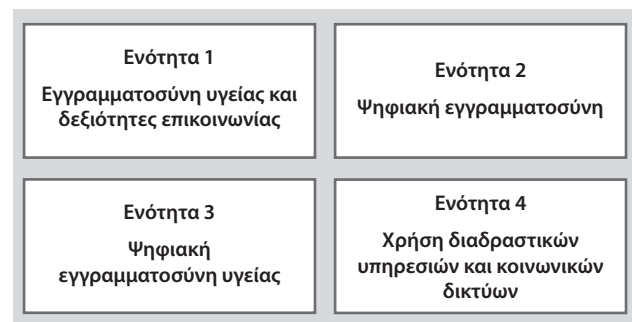 Ενότητα 1
Εγγραμματοσύνη υγείας και
δεξιότητες επικοινωνίας
Ενότητα 2
Ψηφιακή εγγραμματοσύνη
Ενότητα 3
Ψηφιακή
εγγραμματοσύνη υγείας
Ενότητα 4
Χρήση διαδραστικών
υπηρεσιών και κοινωνικών
δικτύων